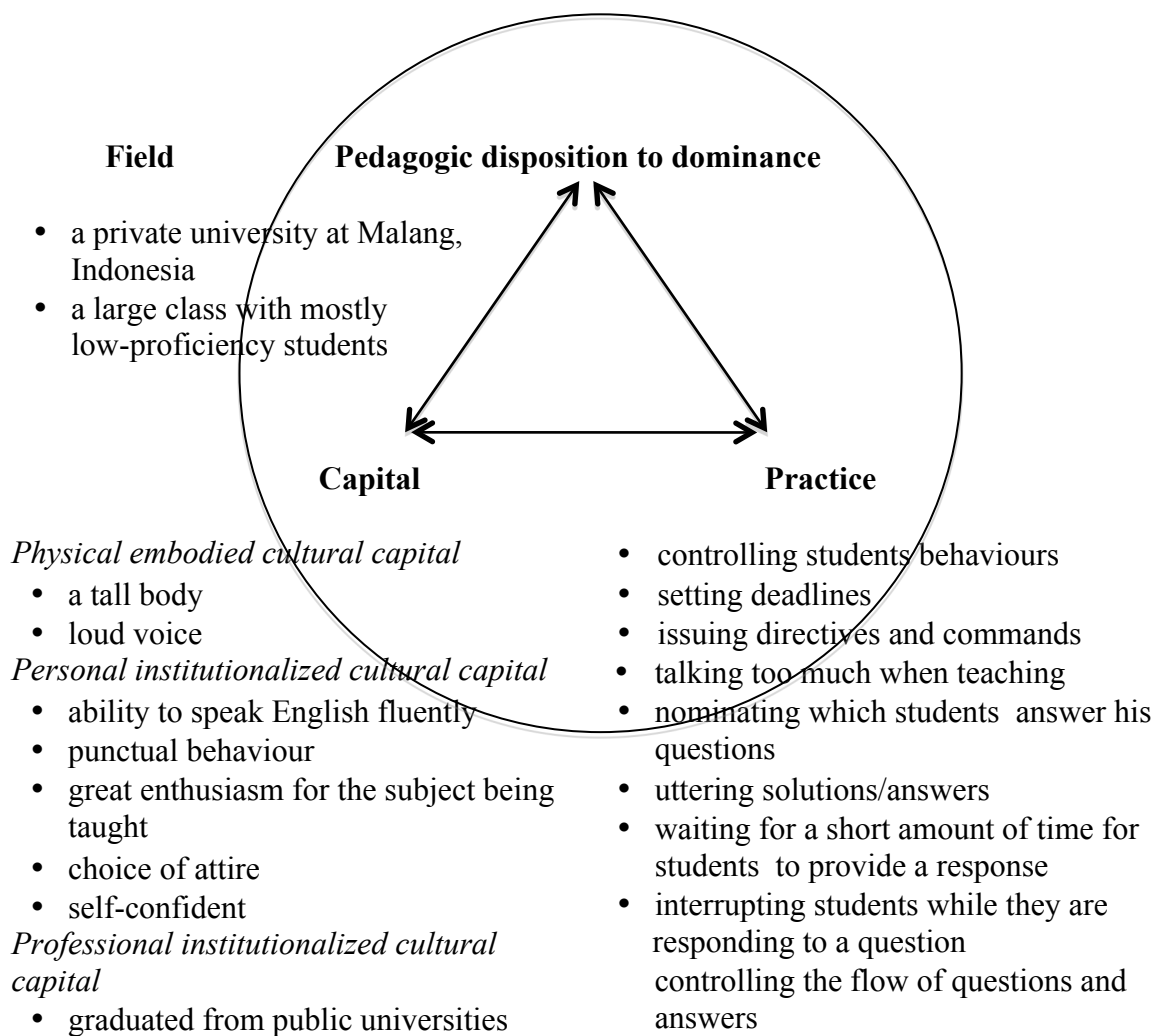 Field
Pedagogic disposition to dominance
• a private university at Malang,
Indonesia
• a large class with mostly
low-proficiency students
Capital
Practice
Physical embodied cultural capital
• a tall body
• loud voice
Personal institutionalized cultural capital
• ability to speak English fluently
• punctual behaviour
• great enthusiasm for the subject being
taught
• choice of attire
• self-confident
Professional institutionalized cultural
capital
• graduated from public universities
• controlling students behaviours
• setting deadlines
• issuing directives and commands
• talking too much when teaching
• nominating which students answer his
questions
• uttering solutions/answers
• waiting for a short amount of time for
students to provide a response
• interrupting students while they are
responding to a question
controlling the flow of questions and
answers